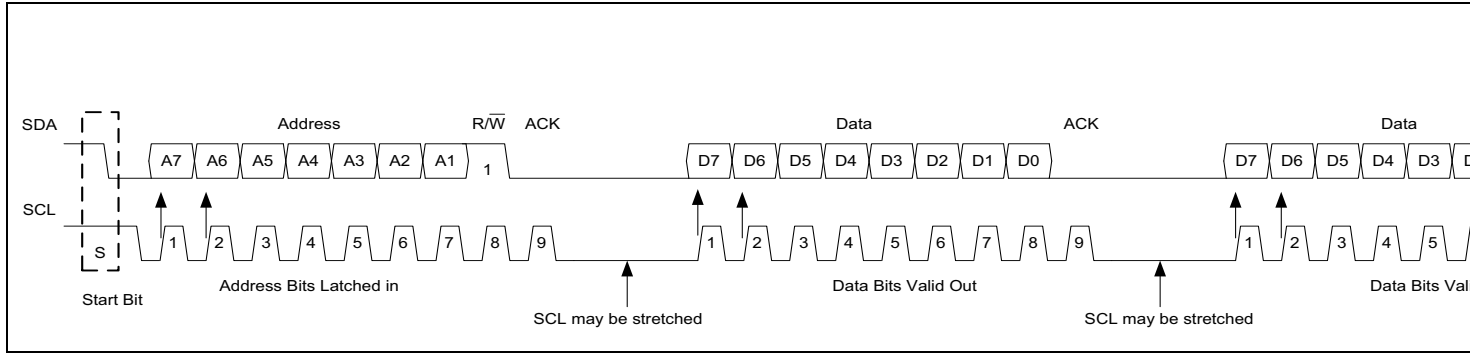 Address R/W ACK Data ACK Data
SDA
A7 A6 A5 A4 A3 A2 A1 1 D7 D6 D5 D4 D3 D2 D1 D0 D7 D6 D5 D4 D3
SCL
S 1 2 3 4 5 6 7 8 9 1 2 3 4 5 6 7 8 9 1 2 3 4 5
Start Bit Address Bits Latched in Data Bits Valid Out Data Bits
SCL may be stretched SCL may be stretched